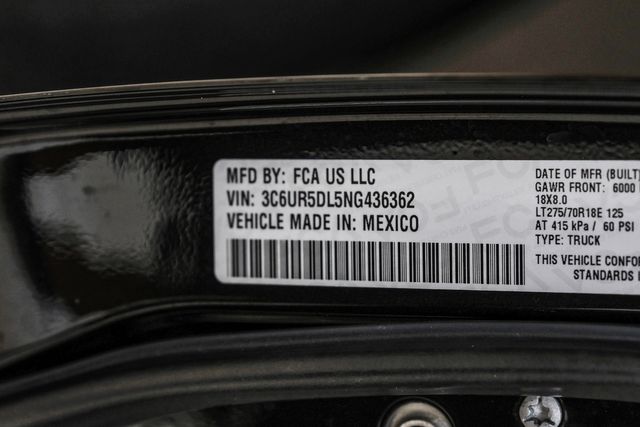 MFD BY: FCA US LLC
VIN: 3C6UR5DL5NG436362
VEHICLE MADE IN: MEXICO
DATE OF MFR (BUILT)
GAWR FRONT: 6000
18X8.0
LT275/70R18E 125
AT 415 kPa / 60 PSI
TYPE: TRUCK
THIS VEHICLE CONFO
STANDARDS I